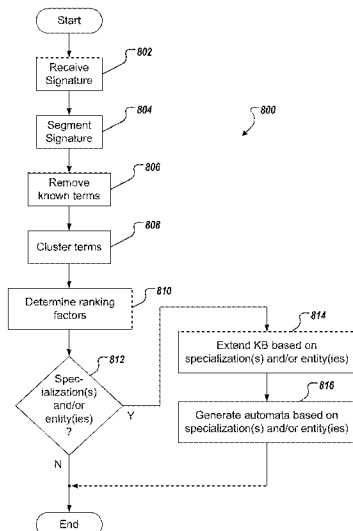 Start
802
Receive
Signature
804
Segment
Signature
800
806
Remove
known terms
808
Cluster
terms
810
Determine ranking
factors
812
Spec-
ialization(s)
and/or
entity(ies)
?
Y
N
814
Extend KB based on
specialization(s) and/or entity(ies)
816
Generate automata based on
specialization(s) and/or entity(ies)
End